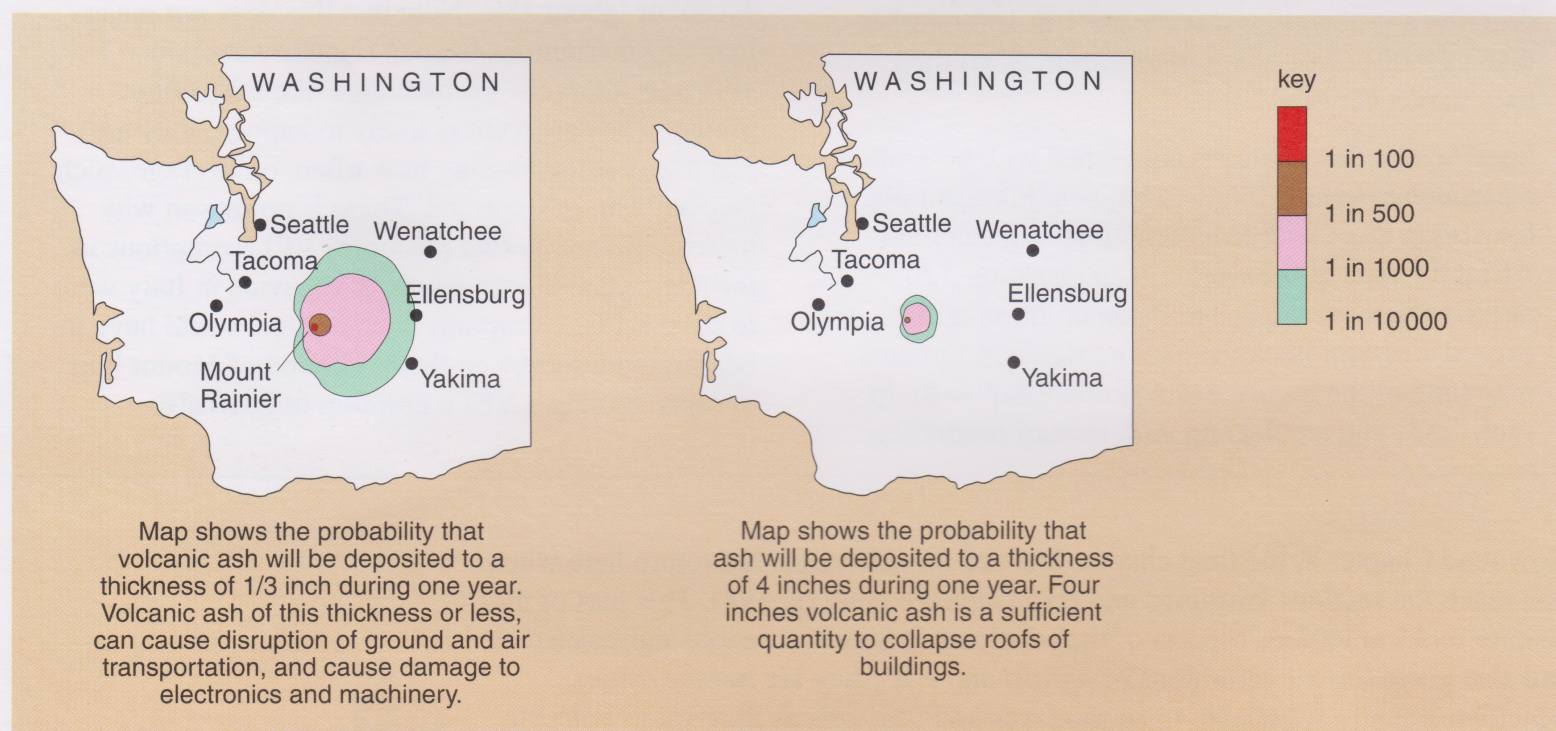 WASHINGTON
Seattle
Wenatchee
Tacoma
Ellensburg
Olympia
Mount
Rainier
Yakima
Map shows the probability that
volcanic ash will be deposited to a
thickness of 1/3 inch during one year.
Volcanic ash of this thickness or less,
can cause disruption of ground and air
transportation, and cause damage to
electronics and machinery.
WASHINGTON
Seattle
Wenatchee
Tacoma
Ellensburg
Olympia
Yakima
Map shows the probability that
ash will be deposited to a thickness
of 4 inches during one year. Four
inches volcanic ash is a sufficient
quantity to collapse roofs of
buildings.
key
1 in 100
1 in 500
1 in 1000
1 in 10 000